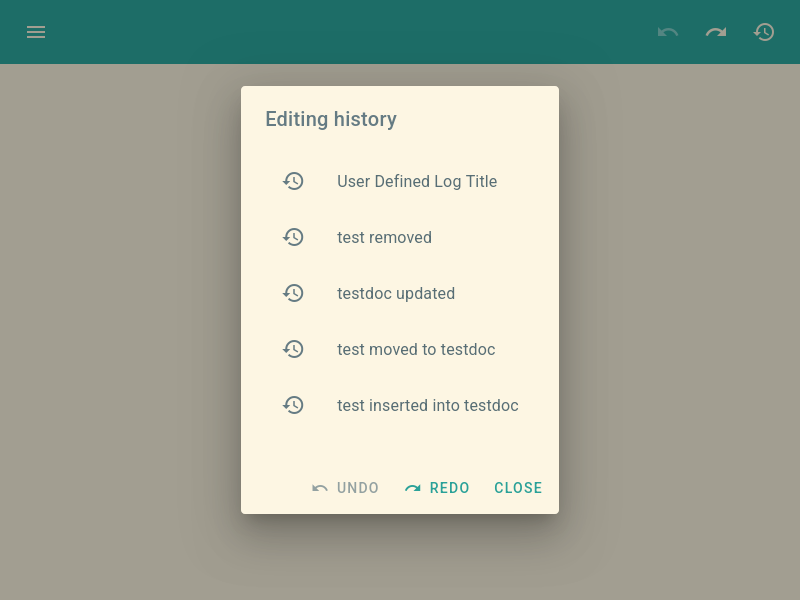 Editing history
User Defined Log Title
test removed
testdoc updated
test moved to testdoc
test inserted into testdoc
UNDO REDO CLOSE